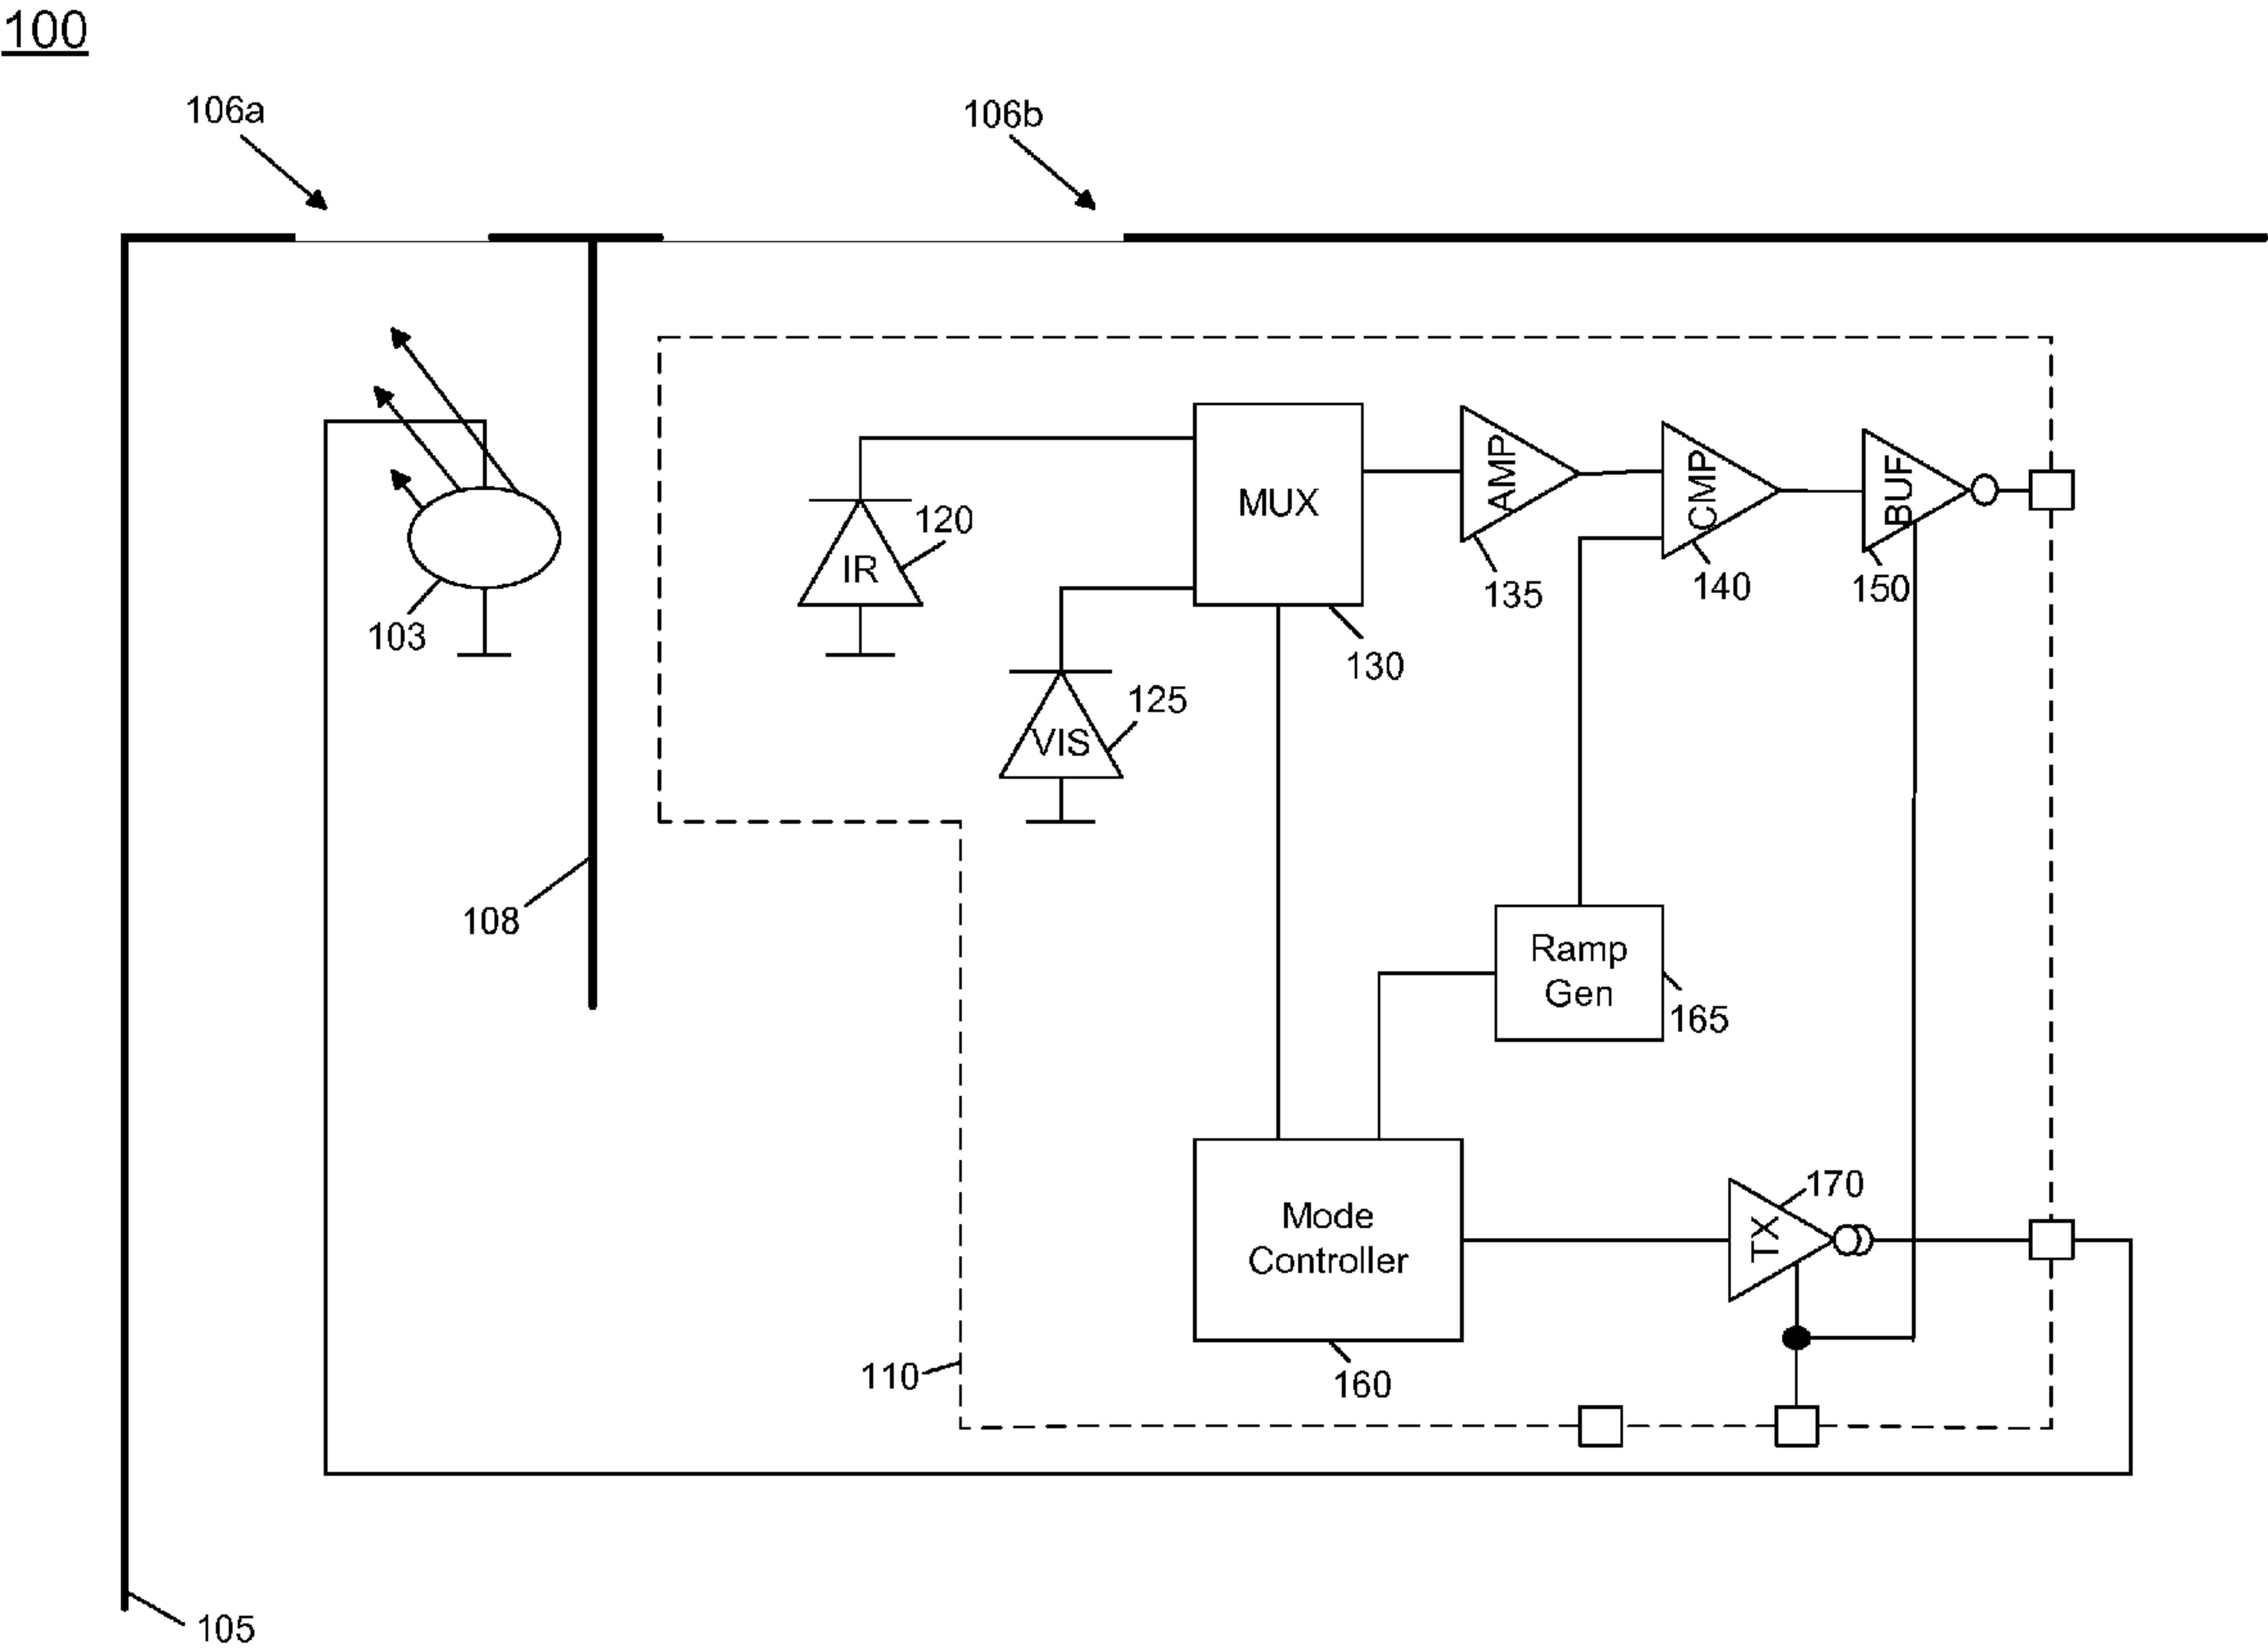 100
106a
106b
120
IR
103
125
VIS
MUX
130
AMP
135
CMP
140
BUF
150
108
Ramp
Gen
165
Mode
Controller
160
170
TX
110
105